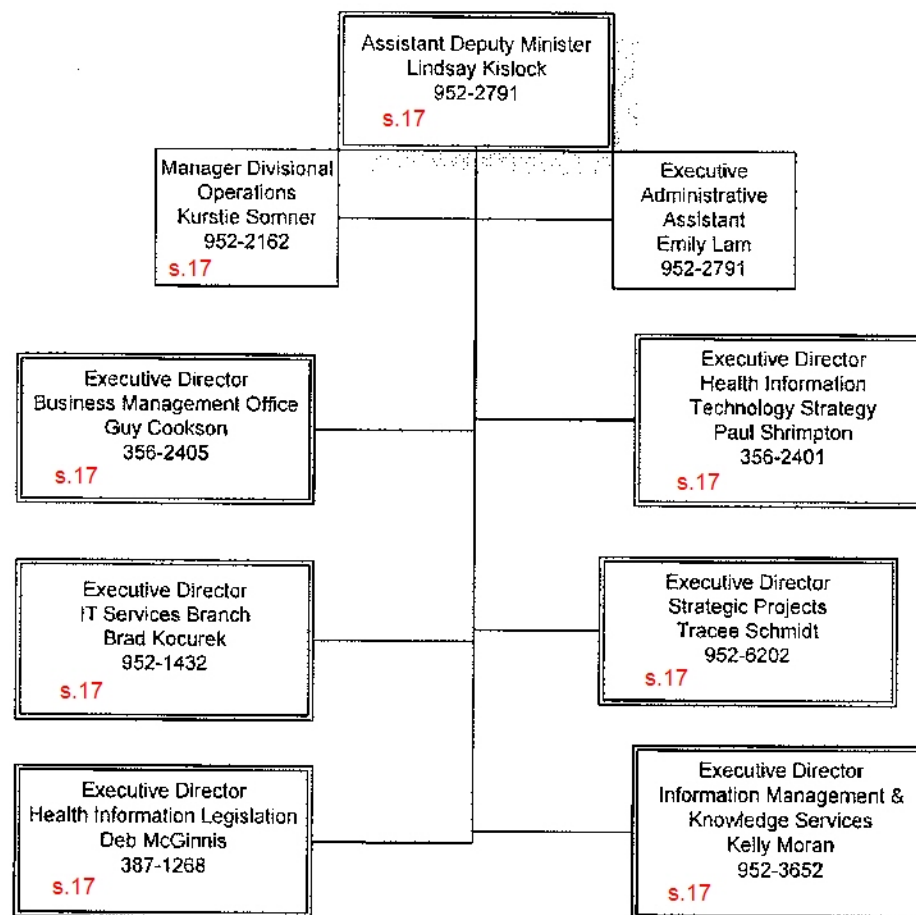 Assistant Deputy Minister
Lindsay Kislock
952-2791
s.17
Manager Divisional
Operations
Kurstie Somner
952-2162
s.17
Executive
Administrative
Assistant
Emily Lam
952-2791
Executive Director
Business Management Office
Guy Cookson
356-2405
s.17
Executive Director
Health Information
Technology Strategy
Paul Shrimpton
356-2401
s.17
Executive Director
IT Services Branch
Brad Kocurek
952-1432
s.17
Executive Director
Strategic Projects
Tracee Schmidt
952-6202
s.17
Executive Director
Health Information Legislation
Deb McGinnis
387-1268
s.17
Executive Director
Information Management &
Knowledge Services
Kelly Moran
952-3652
s.17